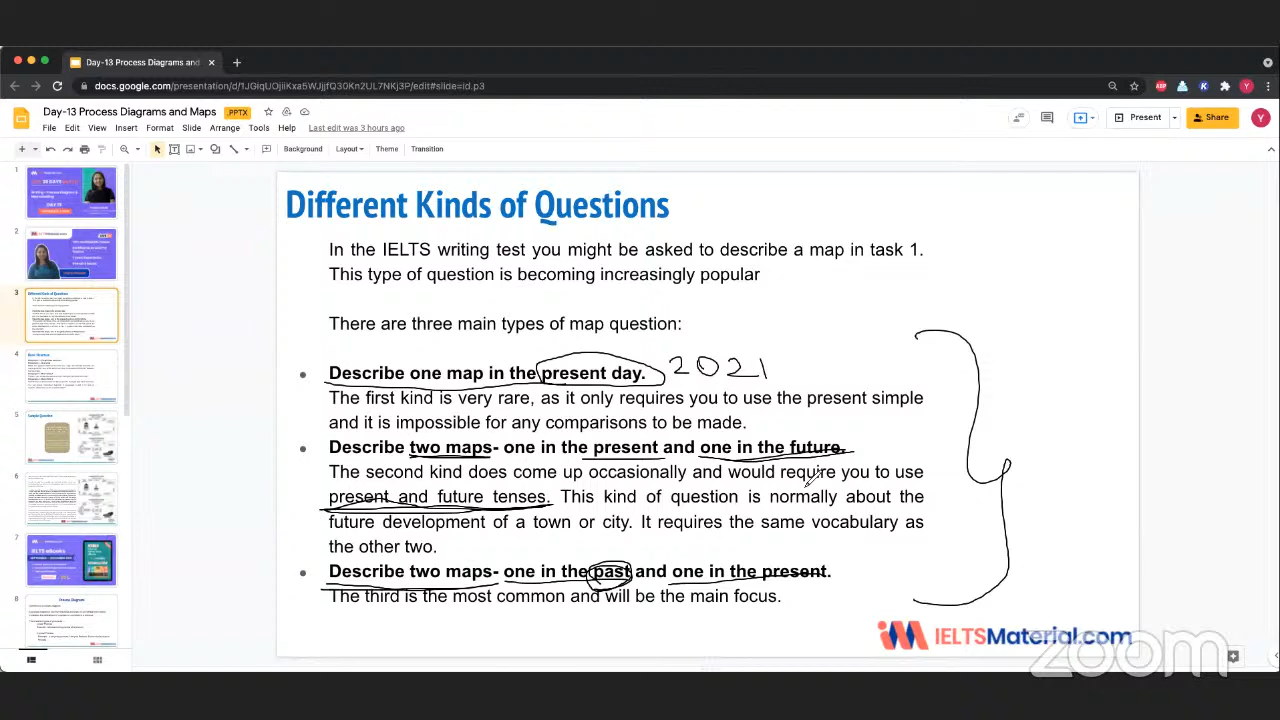 Day-13 Process Diagrams and
docs.google.com/presentation/d/1JGiqUOjiiKxa5WJjjfQ30Kn2UL7NKj3P/edit#slide=id.p3
Day-13 Process Diagrams and Maps .PPTX
File Edit View Insert Format Slide Arrange Tools Help Last edit was 3 hours ago
Present Share Y
Background Layout Theme Transition
1
2
3
4
5
6
7
8
Different Kinds of Questions
In the IELTS writing test you might be asked to describe a map in task 1.
This type of question is becoming increasingly popular
There are three main types of map question:
Describe one map in the present day. 2021
The first kind is very rare, as it only requires you to use the present simple
and it is impossible for any comparisons to be made.
Describe two maps- one in the present and one in the future.
The second kind does come up occasionally and would require you to use
present and future tenses. This kind of question is normally about the
future development of a town or city. It requires the same vocabulary as
the other two.
Describe two maps- one in the past and one in the present.
The third is the most common and will be the main focus
IELTSMaterial.com
zoom